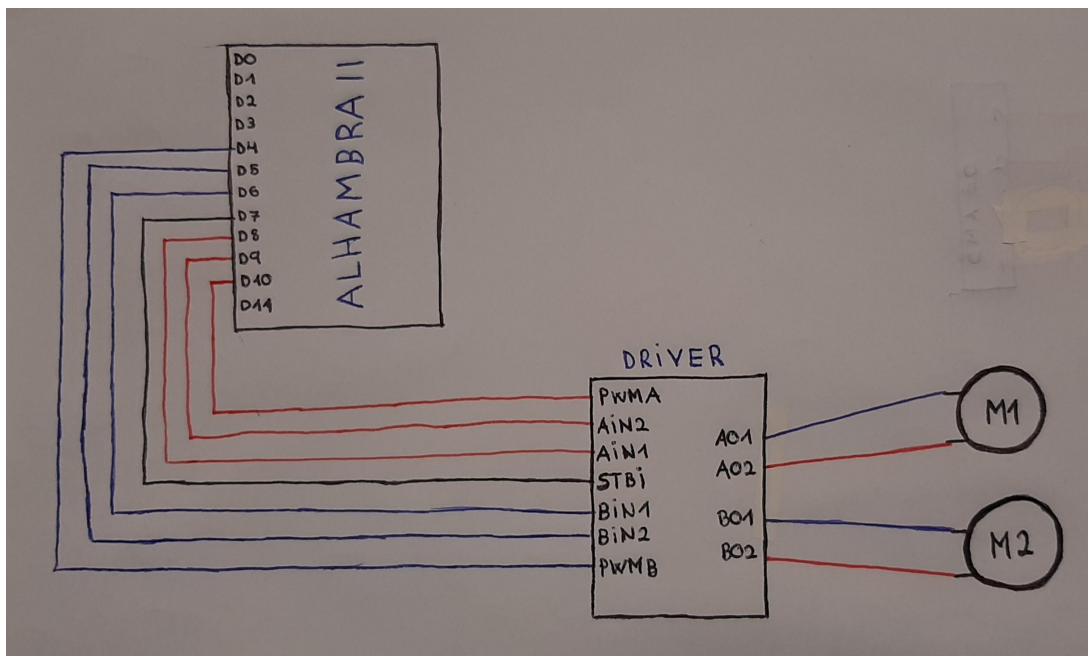 D0
D1
D2
D3
D4
D5
D6
D7
D8
D9
D10
D11
ALHAMBRA II
DRIVER
PWMA
AiN2
AiN1
STBi
BiN1
BiN2
PWMB
AO1
AO2
BO1
BO2
M1
M2